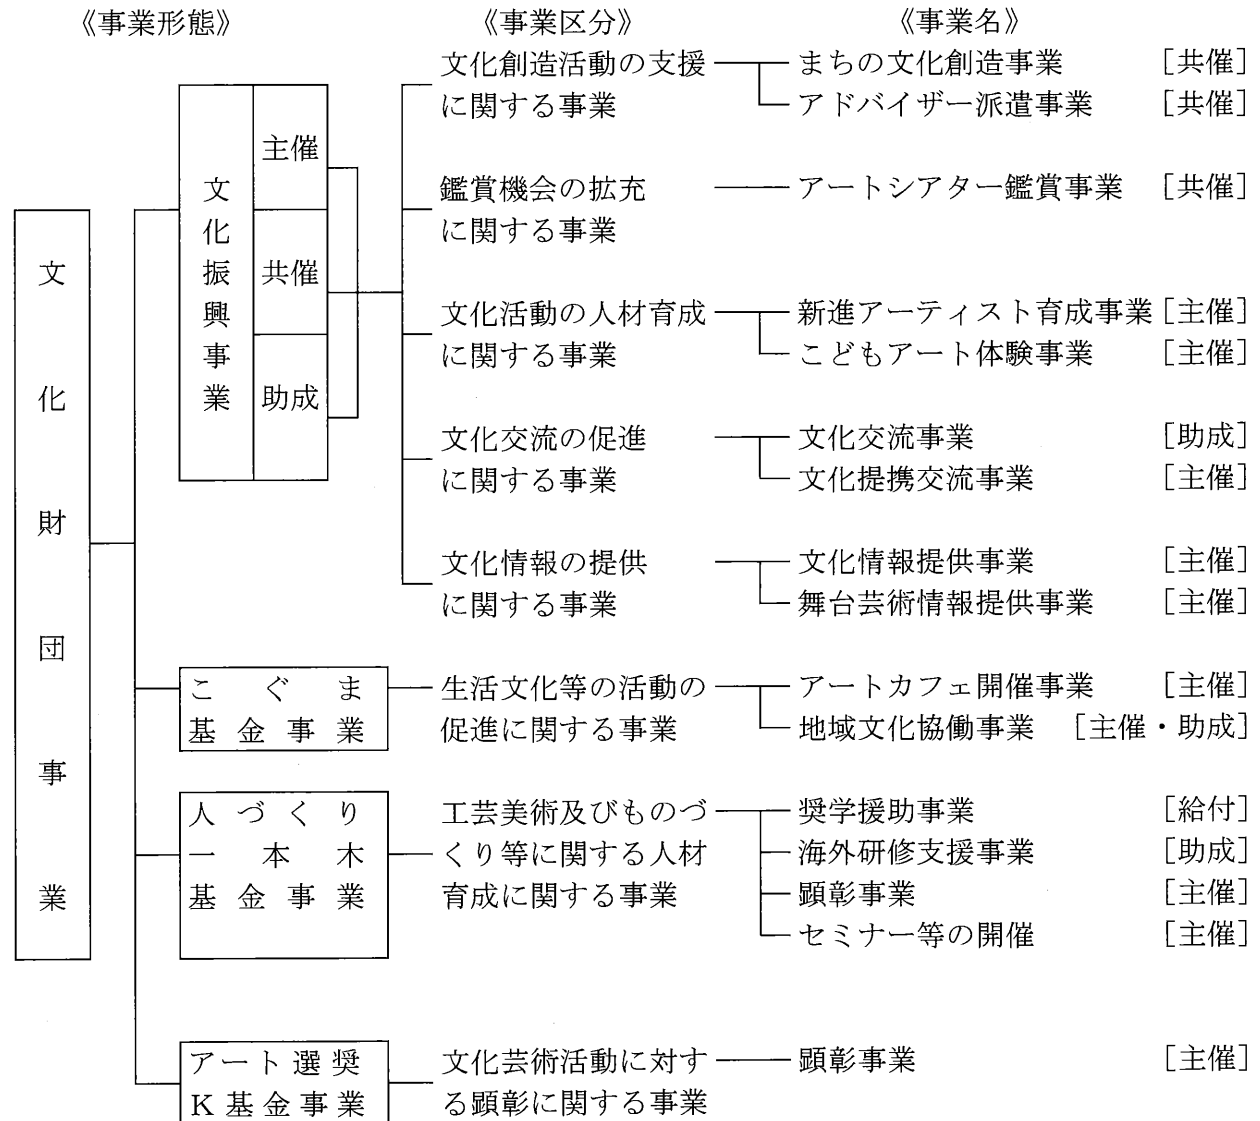 《事業形態》 《事業区分》 《事業名》
文化財団事業
文化振興事業
主催
共催
助成
文化創造活動の支援
に関する事業
まちの文化創造事業 [共催]
アドバイザー派遣事業 [共催]
鑑賞機会の拡充
に関する事業
アートシアター鑑賞事業 [共催]
文化活動の人材育成
に関する事業
新進アーティスト育成事業 [主催]
こどもアート体験事業 [主催]
文化交流の促進
に関する事業
文化交流事業 [助成]
文化提携交流事業 [主催]
文化情報の提供
に関する事業
文化情報提供事業 [主催]
舞台芸術情報提供事業 [主催]
こぐま
基金事業
生活文化等の活動の
促進に関する事業
アートカフェ開催事業 [主催]
地域文化協働事業 [主催・助成]
人づくり
一本木
基金事業
工芸美術及びものづ
くり等に関する人材
育成に関する事業
奨学援助事業 [給付]
海外研修支援事業 [助成]
顕彰事業 [主催]
セミナー等の開催 [主催]
アート選奨
K基金事業
文化芸術活動に対す
る顕彰に関する事業
顕彰事業 [主催]